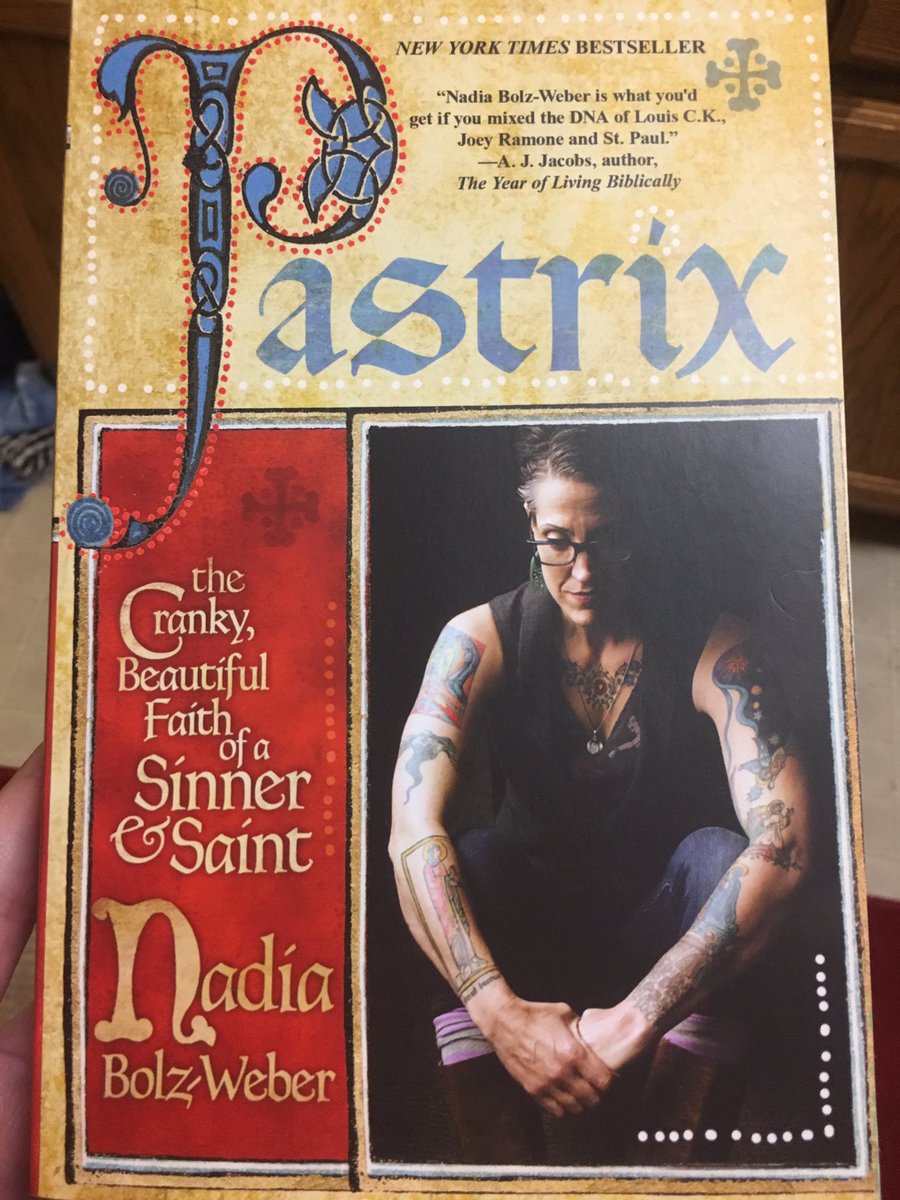 NEW YORK TIMES BESTSELLER
“Nadia Bolz-Weber is what you'd
get if you mixed the DNA of Louis C.K.,
Joey Ramone and St. Paul.”
—A. J. Jacobs, author,
The Year of Living Biblically
Pastrix
the
Cranky,
Beautiful
Faith
of a
Sinner
& Saint
Nadia
Bolz-Weber